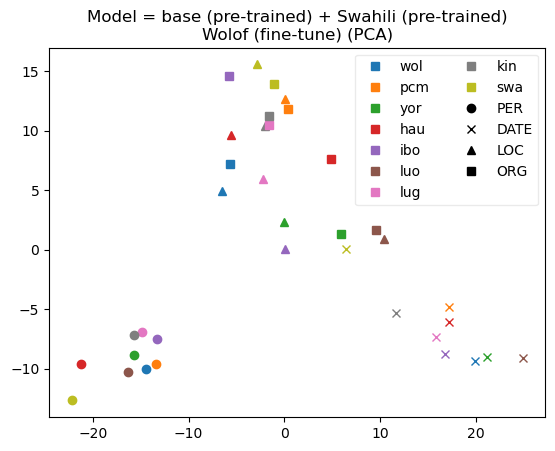 Model = base (pre-trained) + Swahili (pre-trained)
Wolof (fine-tune) (PCA)
wol
pcm
yor
hau
ibo
luo
lug
kin
swa
PER
DATE
LOC
ORG
15
10
5
0
−5
−10
−20
−10
0
10
20